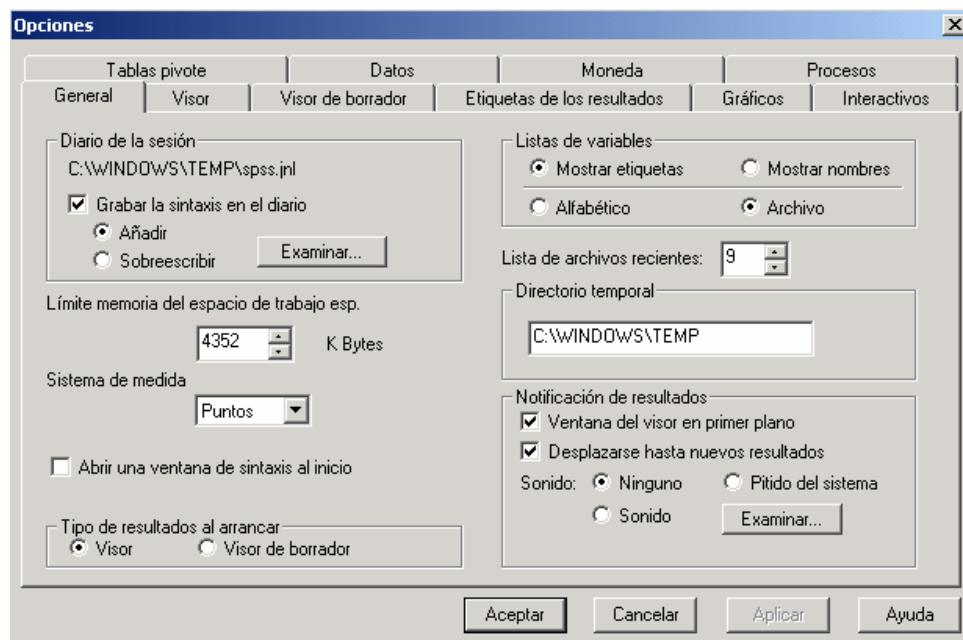 Opciones
Tablas pivote Datos Moneda Procesos
General Visor Visor de borrador Etiquetas de los resultados Gráficos Interactivos
Diario de la sesión
C:\WINDOWS\TEMP\spss.jnl
Grabar la sintaxis en el diario
Añadir
Sobreescribir
Examinar...
Límite memoria del espacio de trabajo esp.
4352 K Bytes
Sistema de medida
Puntos
Abrir una ventana de sintaxis al inicio
Tipo de resultados al arrancar
Visor Visor de borrador
Listas de variables
Mostrar etiquetas Mostrar nombres
Alfabético Archivo
Lista de archivos recientes: 9
Directorio temporal
C:\WINDOWS\TEMP
Notificación de resultados
Ventana del visor en primer plano
Desplazarse hasta nuevos resultados
Sonido: Ninguno Pitido del sistema
Sonido Examinar...
Aceptar Cancelar Aplicar Ayuda